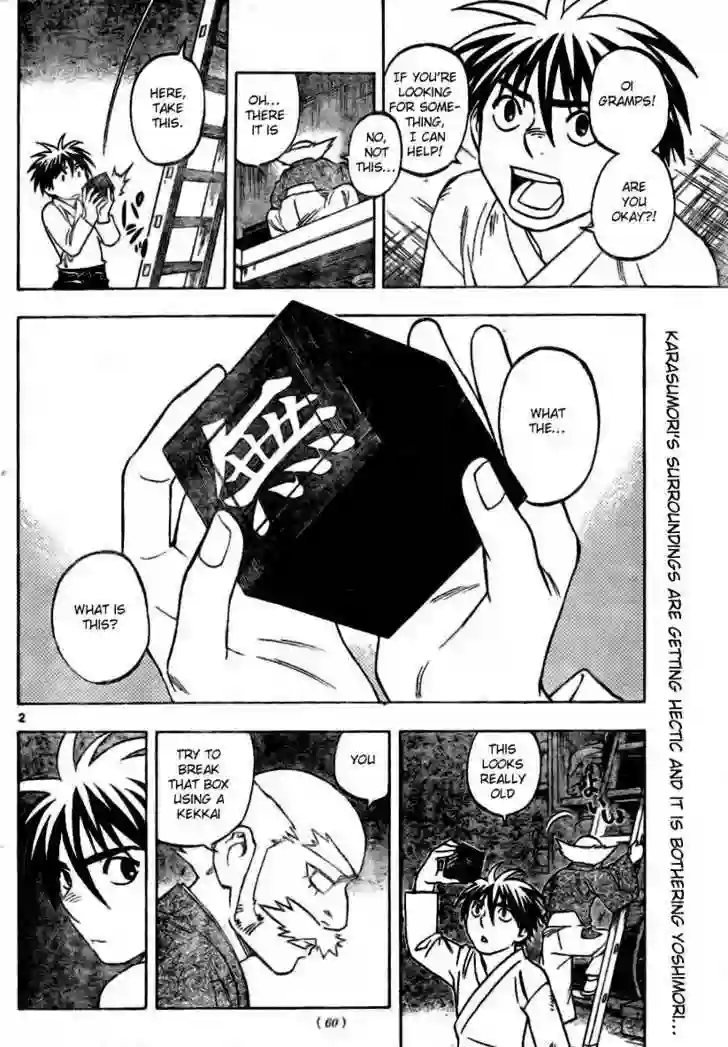 OI
GRAMPS!
ARE
YOU
OKAY?!
IF YOU'RE
LOOKING
FOR SOME-
THING,
I CAN
HELP!
NO,
NOT
THIS...
OH...
THERE
IT IS
HERE,
TAKE
THIS.
WHAT
THE...
無
WHAT IS
THIS?
KARASUMORI'S SURROUNDINGS ARE GETTING HECTIC AND IT IS BOTHERING YOSHIMORI...
2
THIS
LOOKS
REALLY
OLD
YOU
TRY TO
BREAK
THAT BOX
USING A
KEKKAI
( 60 )